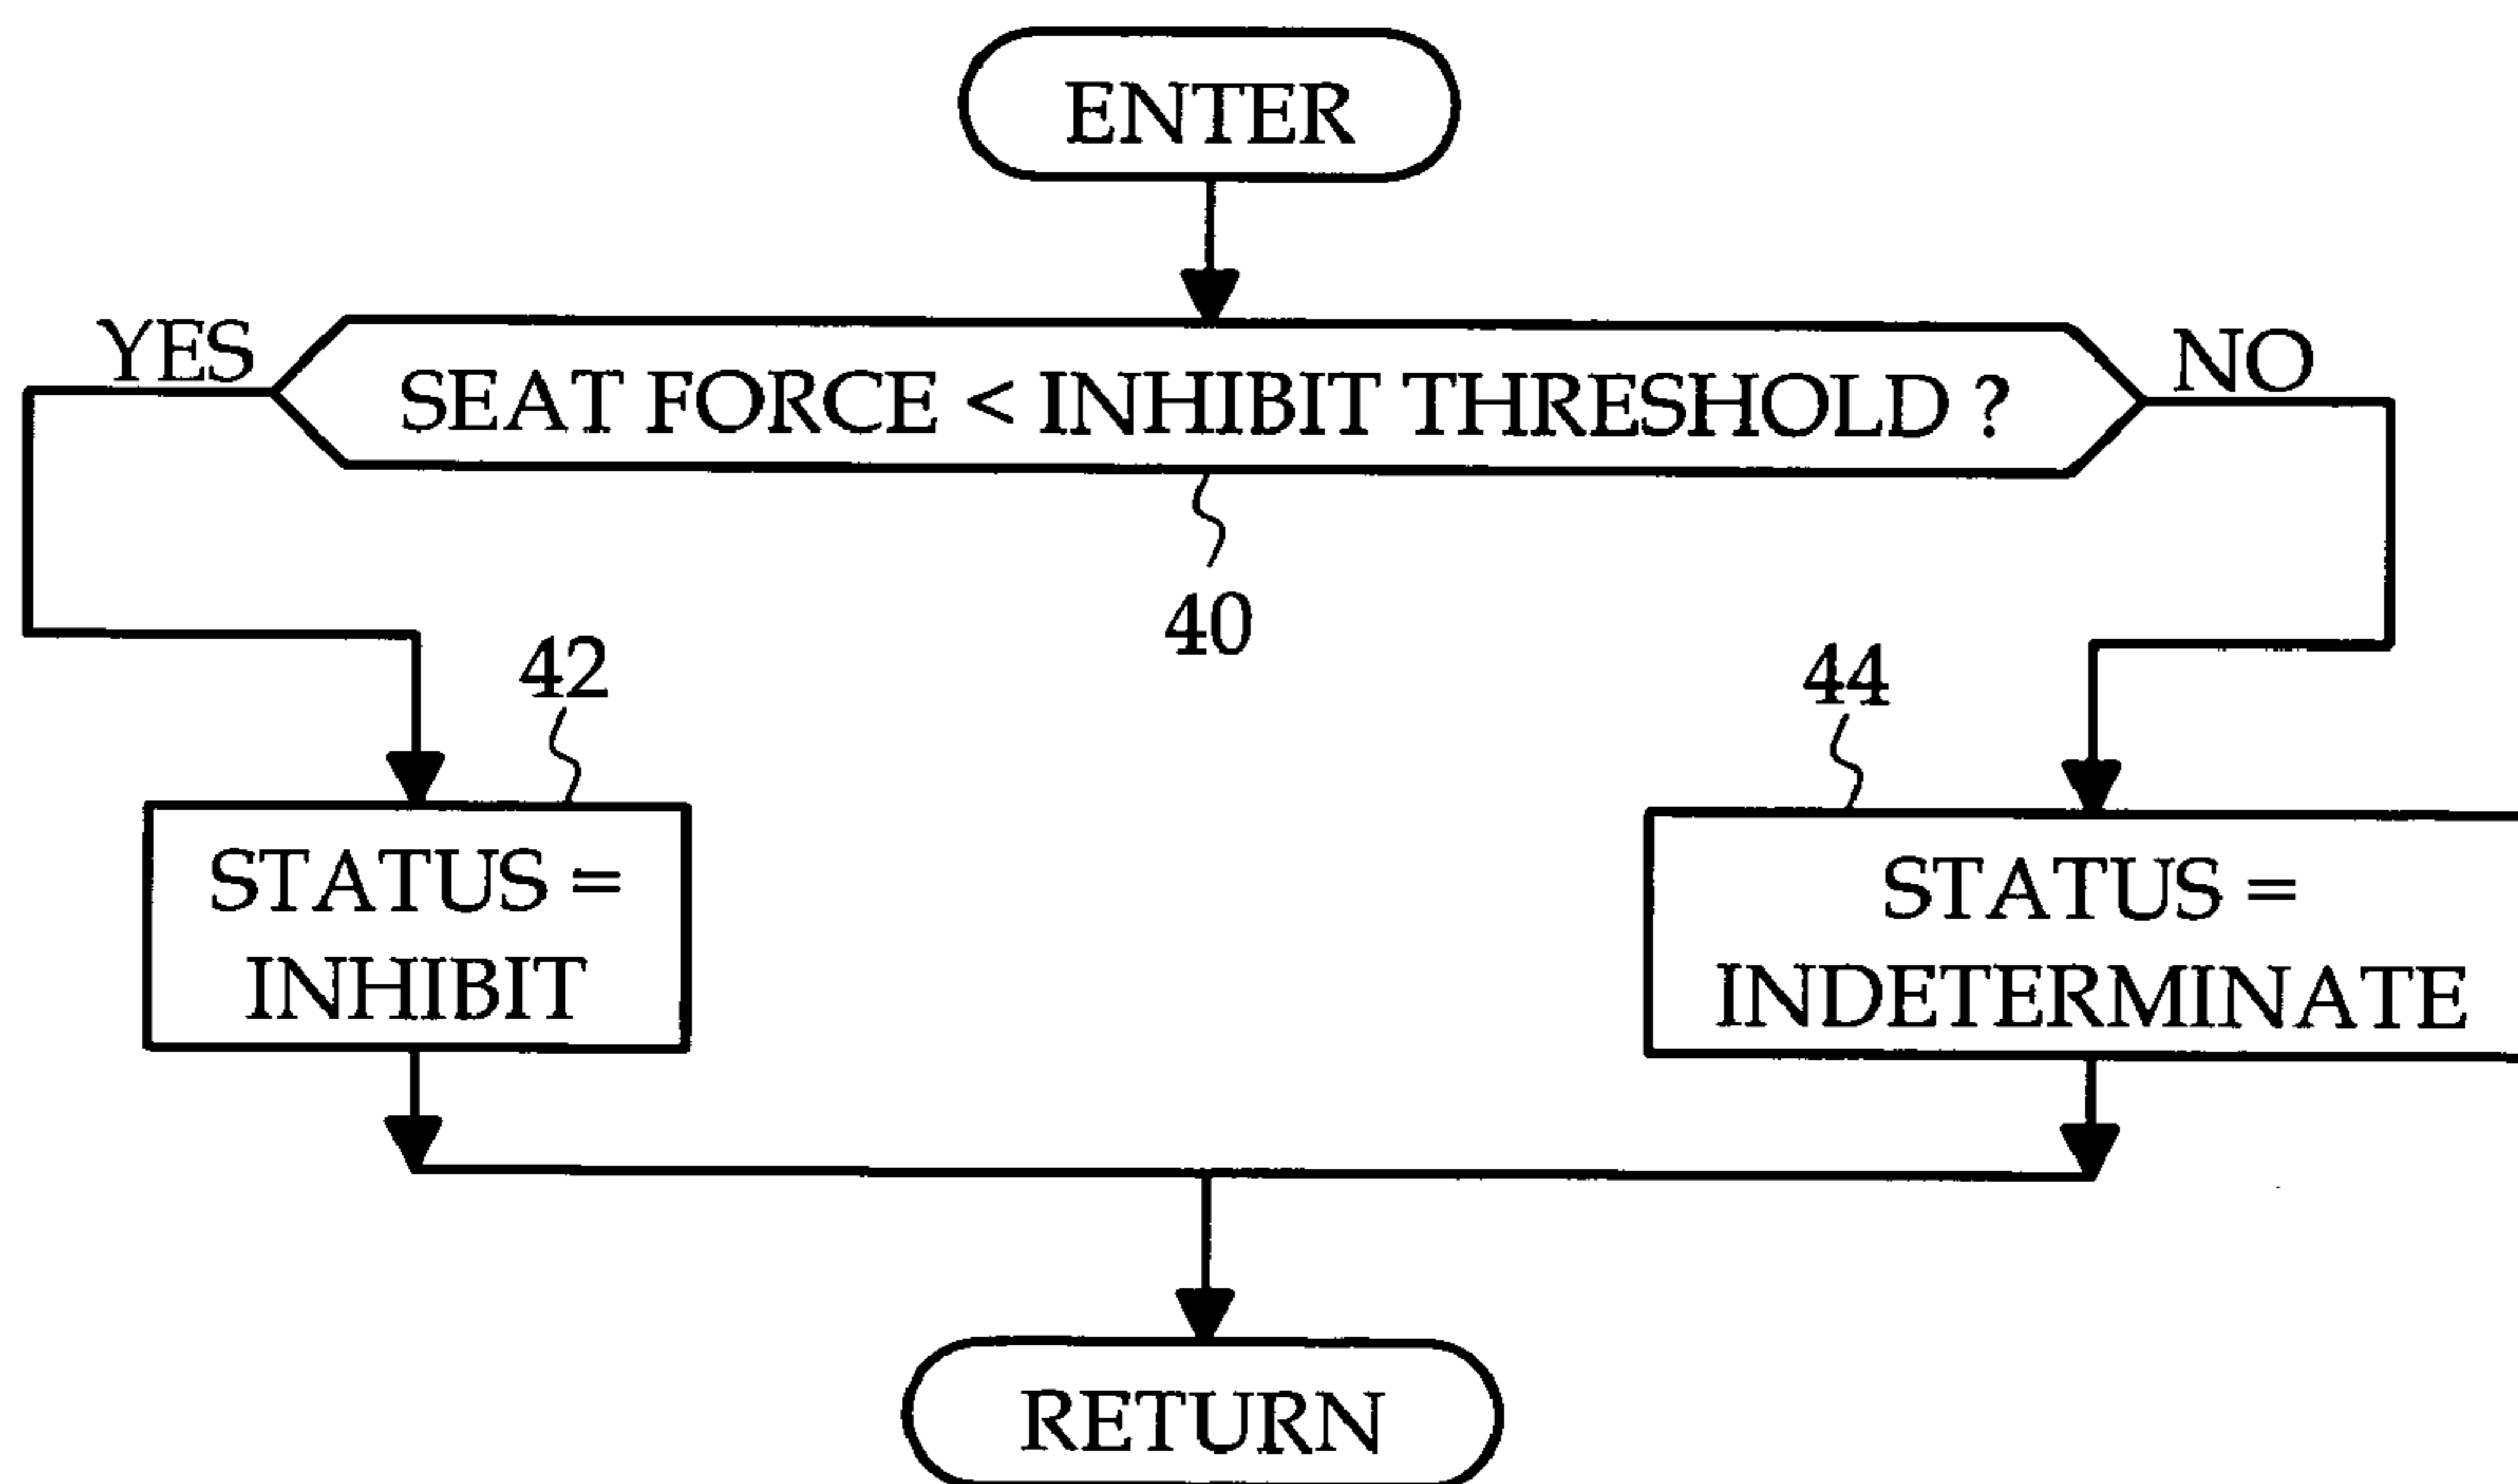 ENTER
YES
SEAT FORCE < INHIBIT THRESHOLD ?
NO
40
42
44
STATUS =
INHIBIT
STATUS =
INDETERMINATE
RETURN